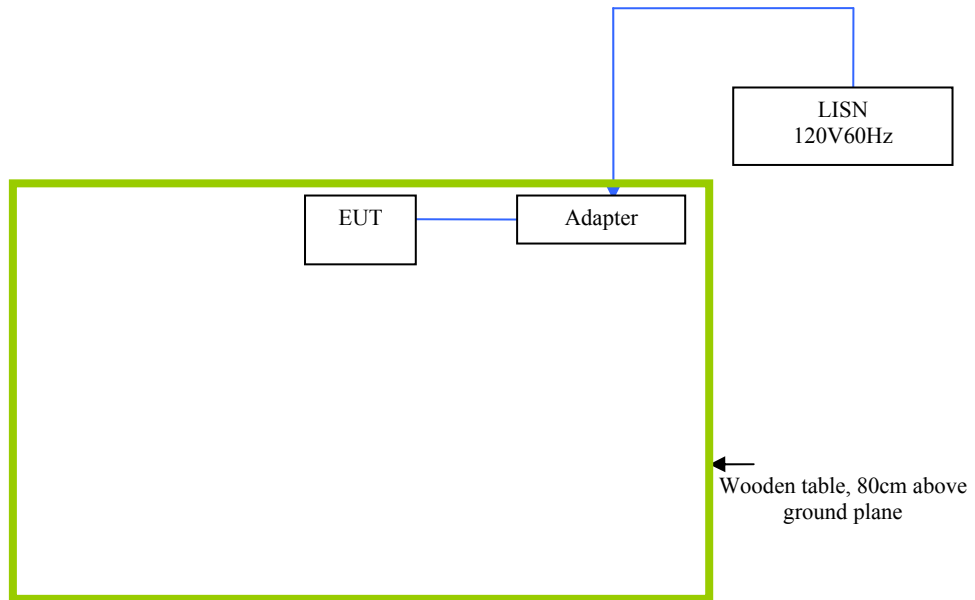 LISN
120V60Hz
EUT
Adapter
Wooden table, 80cm above
ground plane